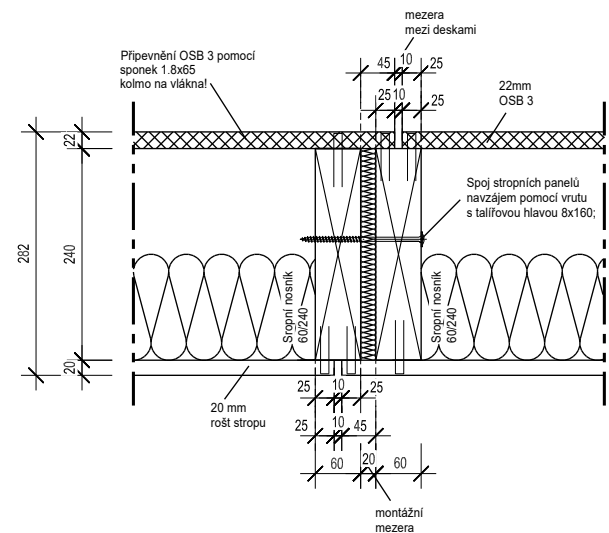 mezera
mezi deskami
45 10 25
25 10 25
Připevnění OSB 3 pomocí
sponek 1.8x65
kolmo na vlákna!
22mm
OSB 3
22
240
282
20
Spoj stropních panelů
navzájem pomocí vrutu
s talířovou hlavou 8x160;
Sropní nosník
60/240
Sropní nosník
60/240
20 mm
rošt stropu
25 10 25
25 10 45
60 20 60
montážní
mezera